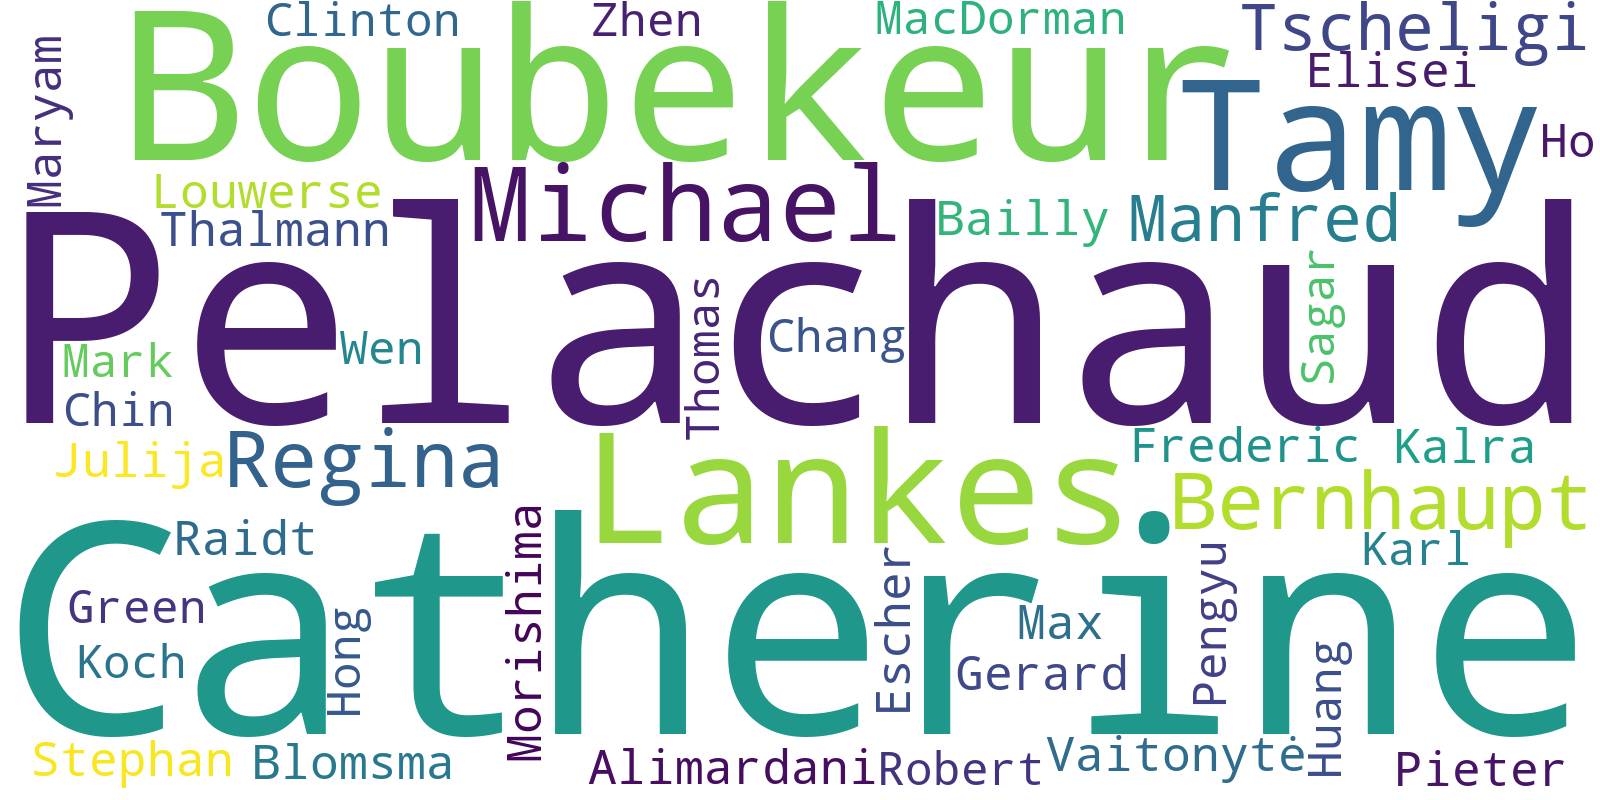 Clinton
Zhen
MacDorman
Tscheligi
Boubekeur
Elisei
Maryam
Tamy
Ho
Louwerse
Michael
Thalmann
Bailly
Manfred
Pelachaud
Sagar
Thomas
Chang
Wen
Mark
Chin
Julija
Regina
Lankes
Frederic
Kalra
Bernhaupt
Catherine
Raidt
Karl
Morishima
Escher
Pengyu
Green
Hong
Max
Koch
Gerard
Huang
Stephan
Blomsma
Alimardani
Robert
Vaitonytė
Pieter